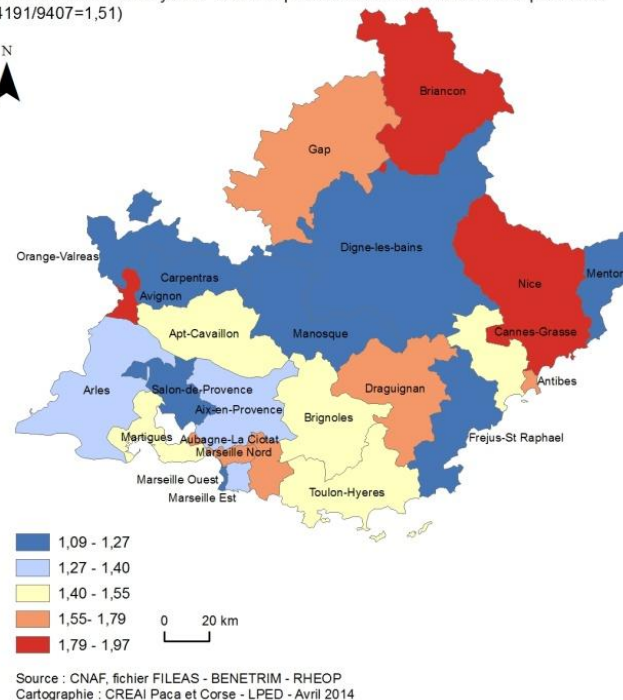 4191/9407=1,51)
N
Briancon
Gap
Digne-les-bains
Orange-Valreas
Carpentras
Avignon
Nice
Menton
Apt-Cavaillon
Manosque
Cannes-Grasse
Arles
Salon-de-Provence
Draguignan
Antibes
Aix-en-Provence
Brignoles
Martigues
Aubagne-La Ciotat
Frejus-St Raphael
Marseille Nord
Marseille Ouest
Marseille Est
Toulon-Hyeres
1,09 - 1,27
1,27 - 1,40
1,40 - 1,55
1,55- 1,79
1,79 - 1,97
0 20 km
Source : CNAF, fichier FILEAS - BENETRIM - RHEOP
Cartographie : CREAI Paca et Corse - LPED - Avril 2014